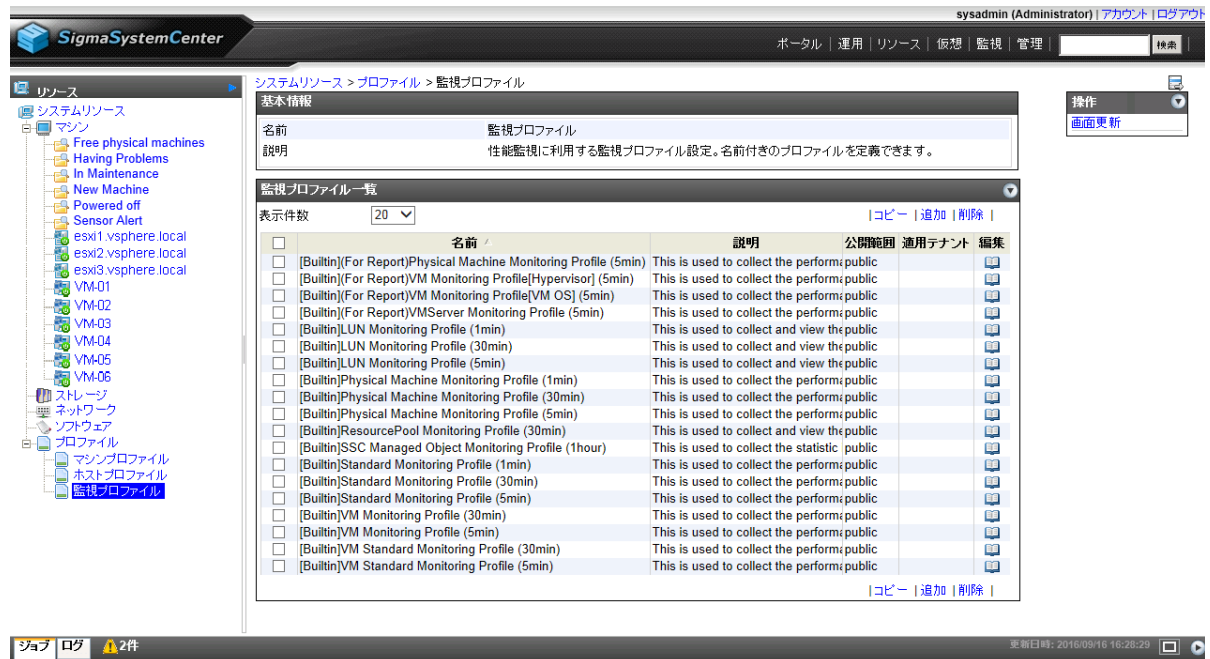 sysadmin (Administrator) | アカウント | ログアウト
SigmaSystemCenter
ポータル | 運用 | リソース | 仮想 | 監視 | 管理 | 検索 |
リソース
システムリソース
マシン
Free physical machines
Having Problems
In Maintenance
New Machine
Powered off
Sensor Alert
esxi1.vsphere.local
esxi2.vsphere.local
esxi3.vsphere.local
VM-01
VM-02
VM-03
VM-04
VM-05
VM-06
ストレージ
ネットワーク
ソフトウェア
プロファイル
マシンプロファイル
ホストプロファイル
監視プロファイル
システムリソース > プロファイル > 監視プロファイル
基本情報
名前 監視プロファイル
説明 性能監視に利用する監視プロファイル設定。名前付きのプロファイルを定義できます。
監視プロファイル一覧
表示件数 20 | コピー | 追加 | 削除 |
名前 説明 公開範囲 適用テナント 編集
[Builtin](For Report)Physical Machine Monitoring Profile (5min) This is used to collect the performa public
[Builtin](For Report)VM Monitoring Profile[Hypervisor] (5min) This is used to collect the performa public
[Builtin](For Report)VM Monitoring Profile[VM OS] (5min) This is used to collect the performa public
[Builtin](For Report)VMServer Monitoring Profile (5min) This is used to collect the performa public
[Builtin]LUN Monitoring Profile (1min) This is used to collect and view the public
[Builtin]LUN Monitoring Profile (30min) This is used to collect and view the public
[Builtin]LUN Monitoring Profile (5min) This is used to collect and view the public
[Builtin]Physical Machine Monitoring Profile (1min) This is used to collect the performa public
[Builtin]Physical Machine Monitoring Profile (30min) This is used to collect the performa public
[Builtin]Physical Machine Monitoring Profile (5min) This is used to collect the performa public
[Builtin]ResourcePool Monitoring Profile (30min) This is used to collect and view the public
[Builtin]SSC Managed Object Monitoring Profile (1hour) This is used to collect the statistic public
[Builtin]Standard Monitoring Profile (1min) This is used to collect the performa public
[Builtin]Standard Monitoring Profile (30min) This is used to collect the performa public
[Builtin]Standard Monitoring Profile (5min) This is used to collect the performa public
[Builtin]VM Monitoring Profile (30min) This is used to collect the performa public
[Builtin]VM Monitoring Profile (5min) This is used to collect the performa public
[Builtin]VM Standard Monitoring Profile (30min) This is used to collect the performa public
[Builtin]VM Standard Monitoring Profile (5min) This is used to collect the performa public
| コピー | 追加 | 削除 |
操作
画面更新
ジョブ ログ 2件
更新日時: 2016/09/16 16:28:29